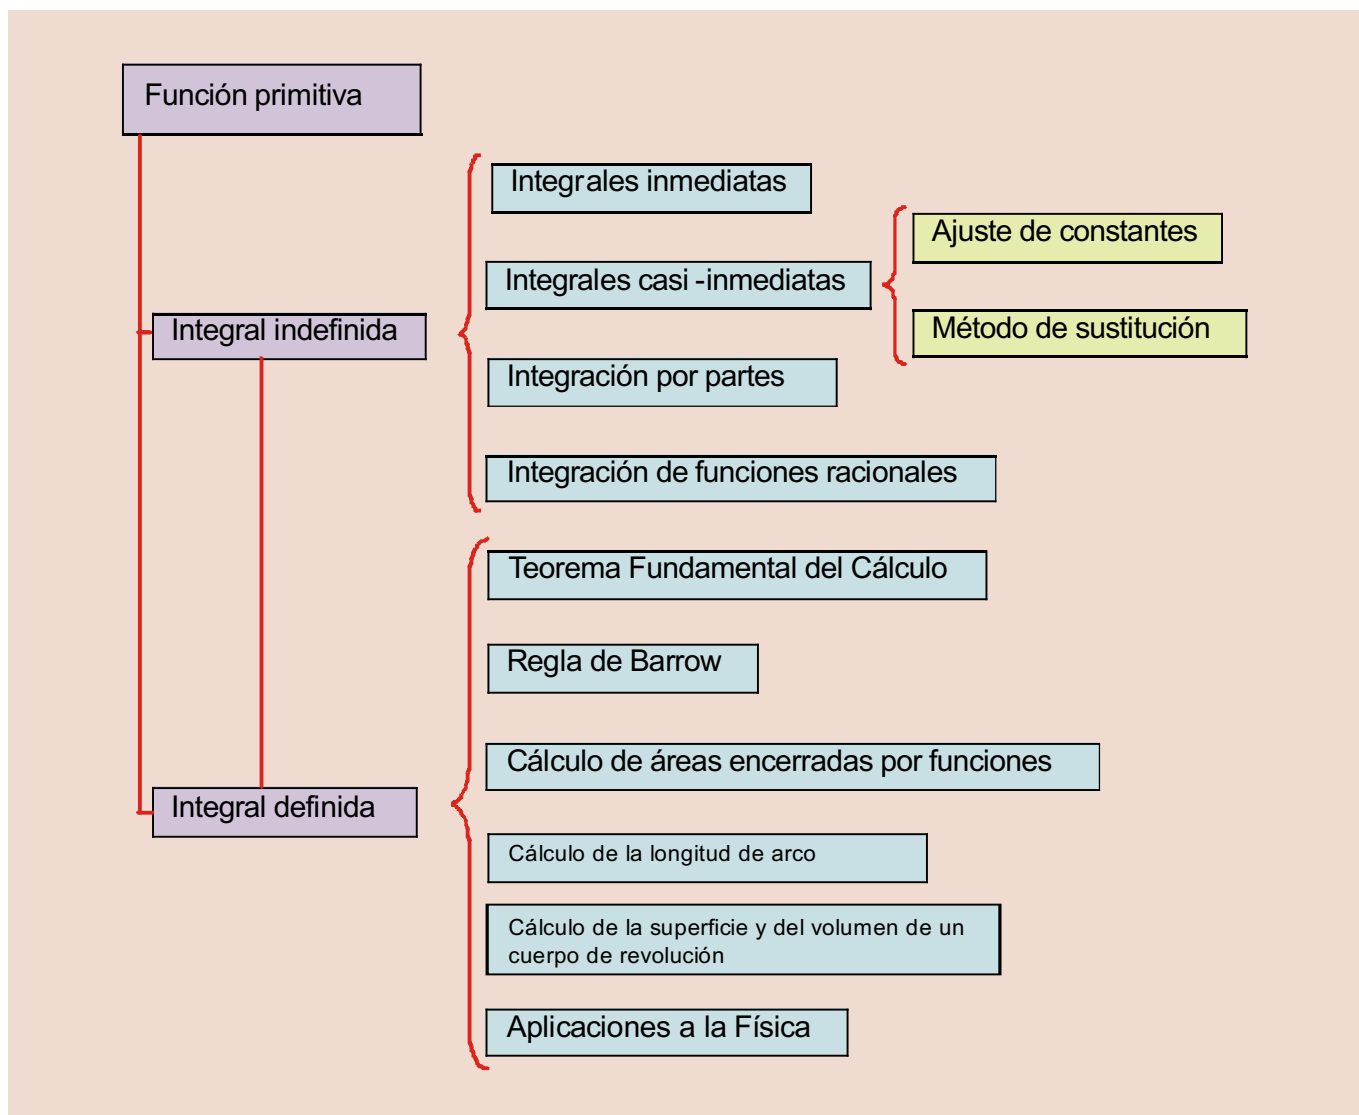 Función primitiva
Integrales inmediatas
Ajuste de constantes
Integrales casi -inmediatas
Integral indefinida
Método de sustitución
Integración por partes
Integración de funciones racionales
Teorema Fundamental del Cálculo
Regla de Barrow
Cálculo de áreas encerradas por funciones
Integral definida
Cálculo de la longitud de arco
Cálculo de la superficie y del volumen de un
cuerpo de revolución
Aplicaciones a la Física